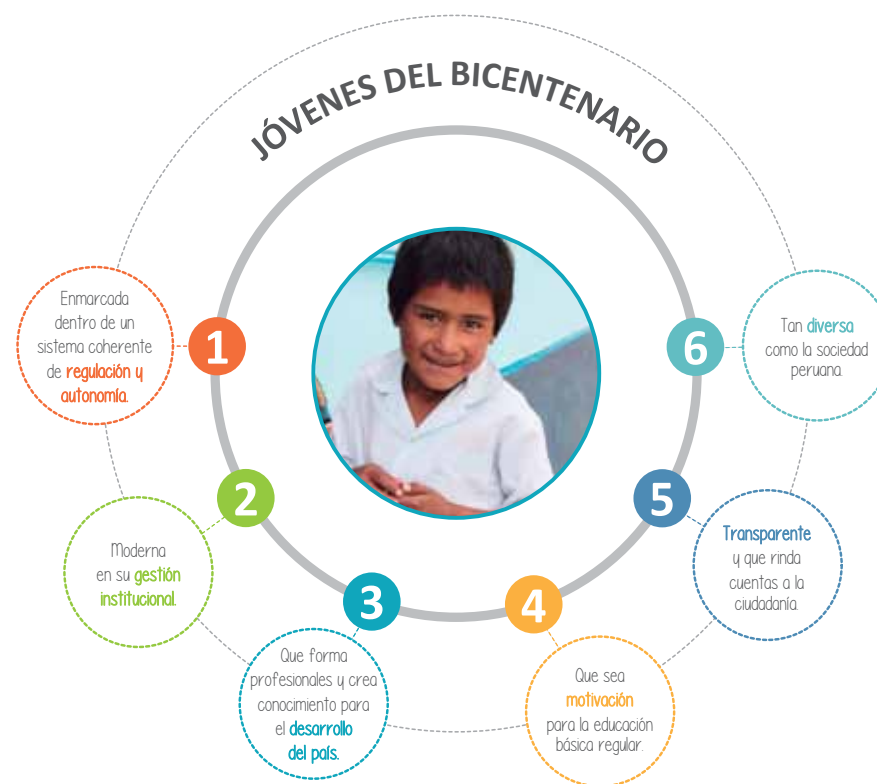 JÓVENES DEL BICENTENARIO
1
Enmarcada
dentro de un
sistema coherente
de regulación y
autonomía.
2
Moderna
en su gestión
institucional.
3
Que forma
profesionales y crea
conocimiento para
el desarrollo
del país.
4
Que sea
motivación
para la educación
básica regular.
5
Transparente
y que rinda
cuentas a la
ciudadanía.
6
Tan diversa
como la sociedad
peruana.